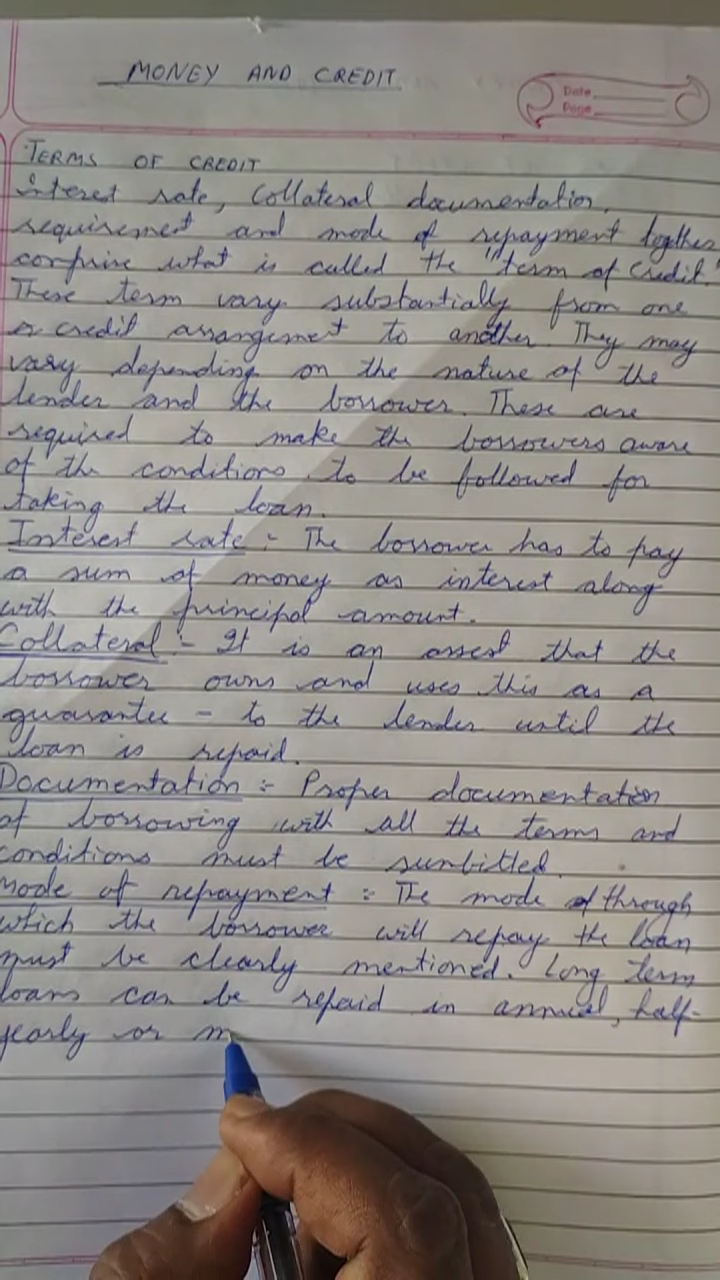 MONEY AND CREDIT.
Date
Page
TERMS OF CREDIT
interest rate, Collateral documentation,
requirement and mode of repayment together
comprise what is called the "term of Credit."
These term vary substantially from one
credit arrangement to another. They may
vary depending on the nature of the
lender and the borrower. These are
required to make the borrowers aware
of the conditions to be followed for
taking the loan.
Interest rate :- The borrower has to pay
a sum of money as interest along
with the principal amount.
Collateral :- It is an assest that the
borrower owns and uses this as a
guarantee - to the lender until the
loan is repaid.
Documentation :- Proper documentation
of borrowing with all the terms and
conditions must be sunbitled.
Mode of repayment :- The mode of through
which the borrower will repay the loan
must be clearly mentioned. Long term
loans can be repaid in annual, half-
yearly or m